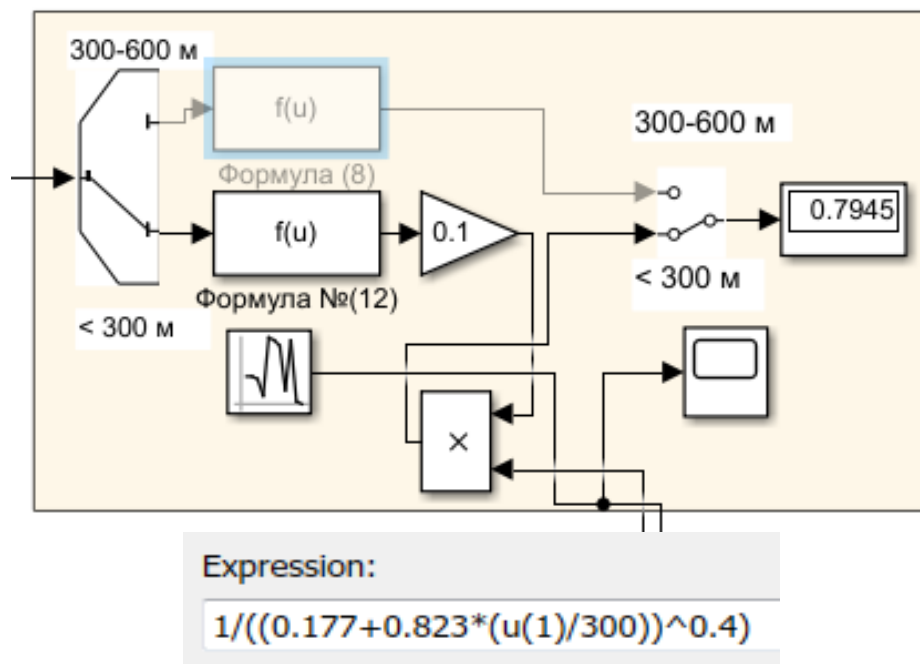 300-600 м
f(u)
Формула (8)
300-600 м
0.7945
f(u)
0.1
Формула №(12)
< 300 м
< 300 м
×
Expression:
1/((0.177+0.823*(u(1)/300))^0.4)